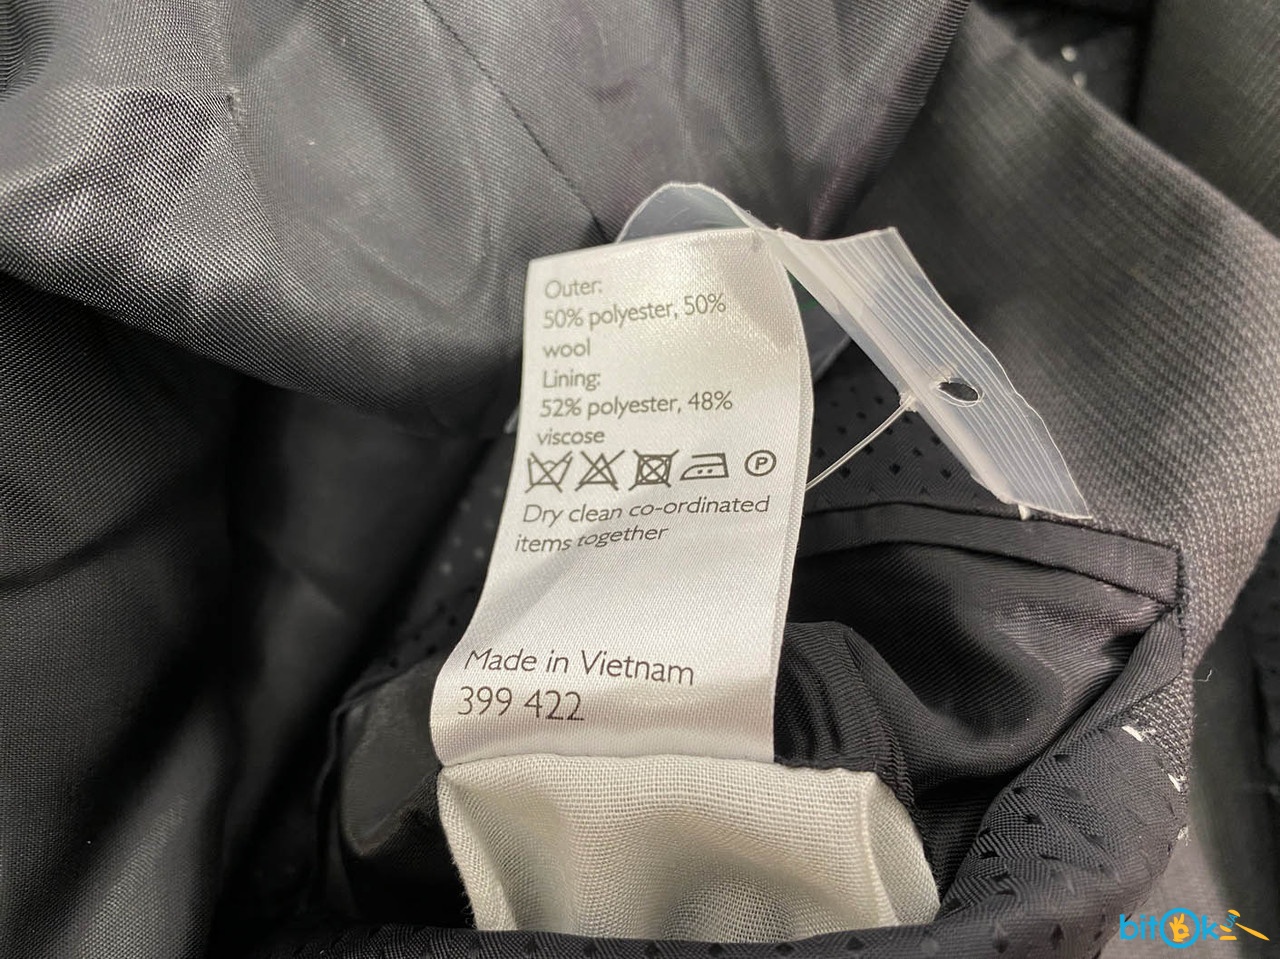 Outer:
50% polyester, 50%
wool
Lining:
52% polyester, 48%
viscose
P
Dry clean co-ordinated
items together
Made in Vietnam
399 422
bitOk